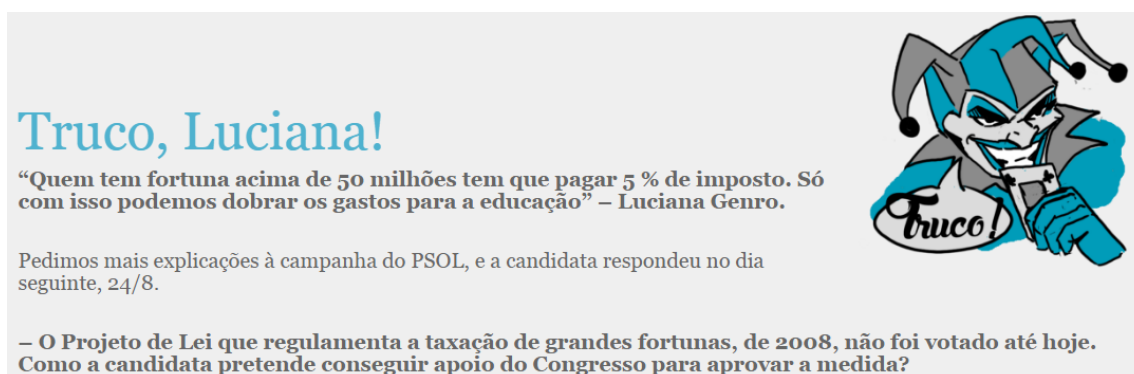 Truco, Luciana!
“Quem tem fortuna acima de 50 milhões tem que pagar 5 % de imposto. Só
com isso podemos dobrar os gastos para a educação” – Luciana Genro.
Truco!
Pedimos mais explicações à campanha do PSOL, e a candidata respondeu no dia
seguinte, 24/8.
– O Projeto de Lei que regulamenta a taxação de grandes fortunas, de 2008, não foi votado até hoje.
Como a candidata pretende conseguir apoio do Congresso para aprovar a medida?